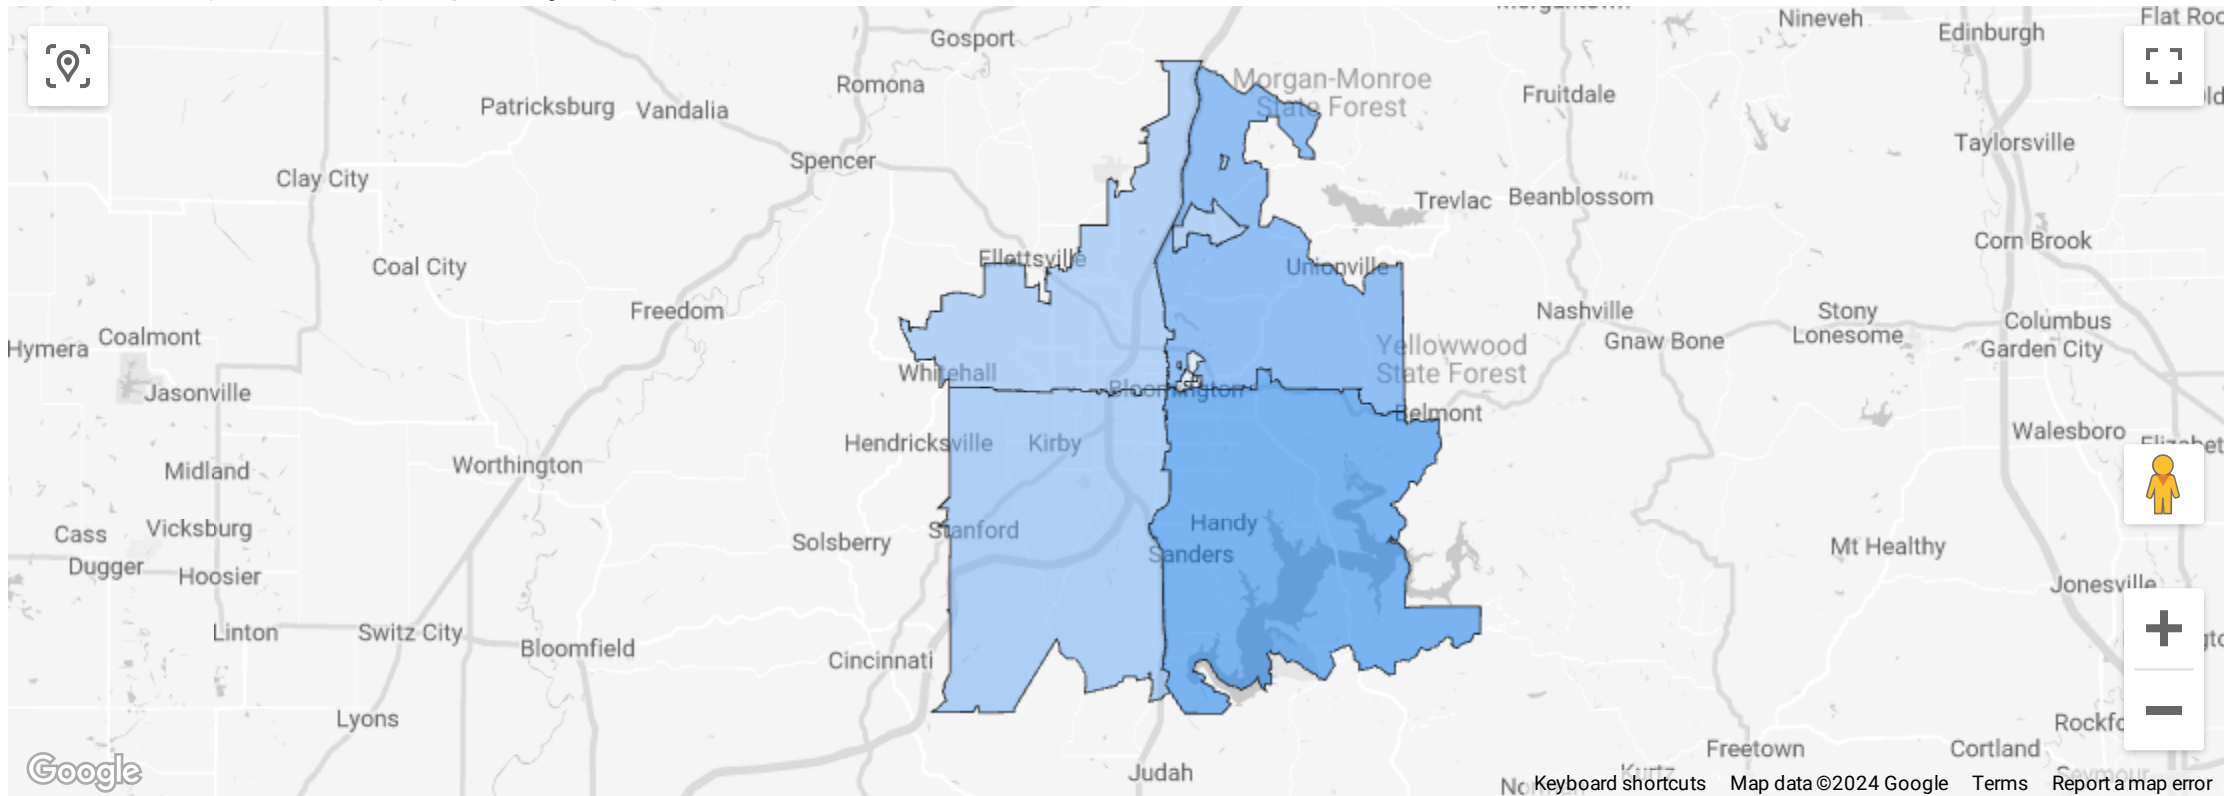 Gosport
Nineveh
Edinburgh
Romona
Morgan-Monroe
State Forest
Patricksburg
Vandalia
Fruitdale
Taylorsville
Spencer
Clay City
Trevlac
Beanblossom
Corn Brook
Ellettsville
Coal City
Unionville
Freedom
Nashville
Stony
Lonesome
Columbus
Garden City
Coalmont
Hymera
Gnaw Bone
Yellowwood
State Forest
Whitehall
Jasonville
Bloomington
Belmont
Walesboro
Hendricksville
Kirby
Midland
Worthington
Cass
Vicksburg
Handy
Stanford
Solsberry
Sanders
Mt Healthy
Dugger
Hoosier
Jonesville
Linton
Switz City
Bloomfield
Cincinnati
Lyons
Freetown
Cortland
Judah
Google
Kurtz
Seymour
Keyboard shortcuts Map data ©2024 Google Terms Report a map error